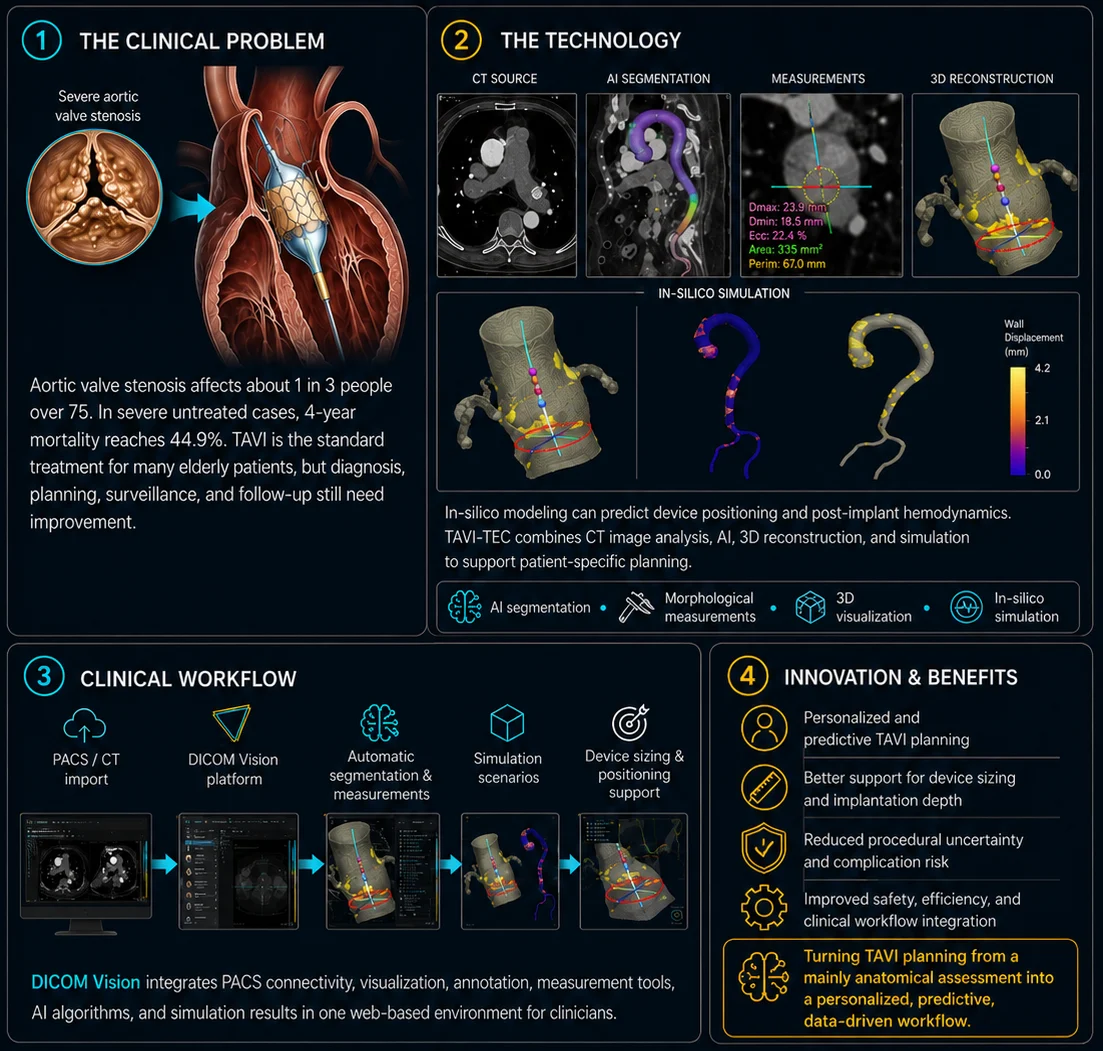 1
THE CLINICAL PROBLEM
Severe aortic
valve stenosis
Aortic valve stenosis affects about 1 in 3 people
over 75. In severe untreated cases, 4-year
mortality reaches 44.9%. TAVI is the standard
treatment for many elderly patients, but diagnosis,
planning, surveillance, and follow-up still need
improvement.
2
THE TECHNOLOGY
CT SOURCE
AI SEGMENTATION
MEASUREMENTS
3D RECONSTRUCTION
Dmax: 23.9 mm
Dmin: 18.5 mm
Ecc: 22.4 %
Area: 335 mm²
Perim: 67.0 mm
IN-SILICO SIMULATION
Wall
Displacement
(mm)
4.2
2.1
0.0
In-silico modeling can predict device positioning and post-implant hemodynamics.
TAVI-TEC combines CT image analysis, AI, 3D reconstruction, and simulation
to support patient-specific planning.
AI segmentation •
Morphological
measurements •
3D
visualization •
In-silico
simulation
3
CLINICAL WORKFLOW
PACS / CT
import
DICOM Vision
platform
Automatic
segmentation &
measurements
Simulation
scenarios
Device sizing &
positioning
support
DICOM Vision integrates PACS connectivity, visualization, annotation, measurement tools,
AI algorithms, and simulation results in one web-based environment for clinicians.
4
INNOVATION & BENEFITS
Personalized and
predictive TAVI planning
Better support for device sizing
and implantation depth
Reduced procedural uncertainty
and complication risk
Improved safety, efficiency, and
clinical workflow integration
Turning TAVI planning from a
mainly anatomical assessment into
a personalized, predictive,
data-driven workflow.